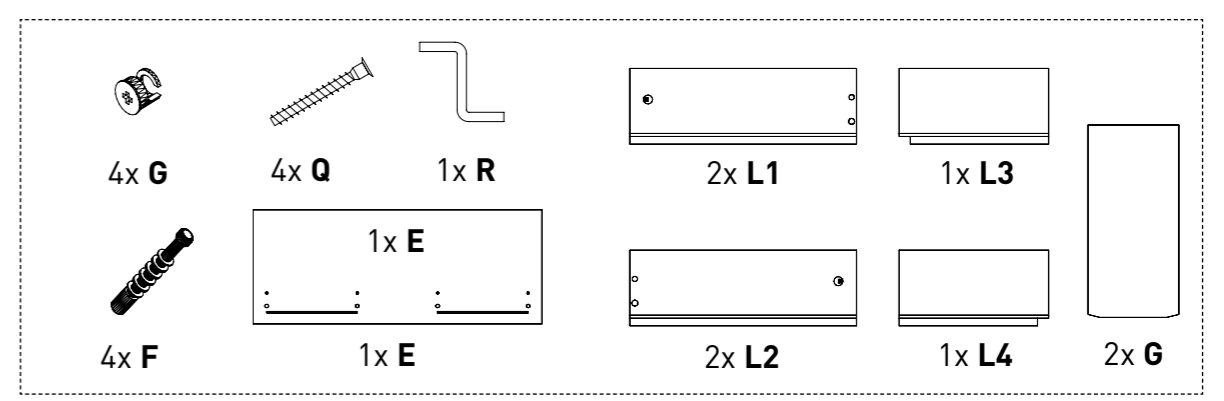 4x G
4x Q
1x R
2x L1
1x L3
1x E
4x F
1x E
2x L2
1x L4
2x G